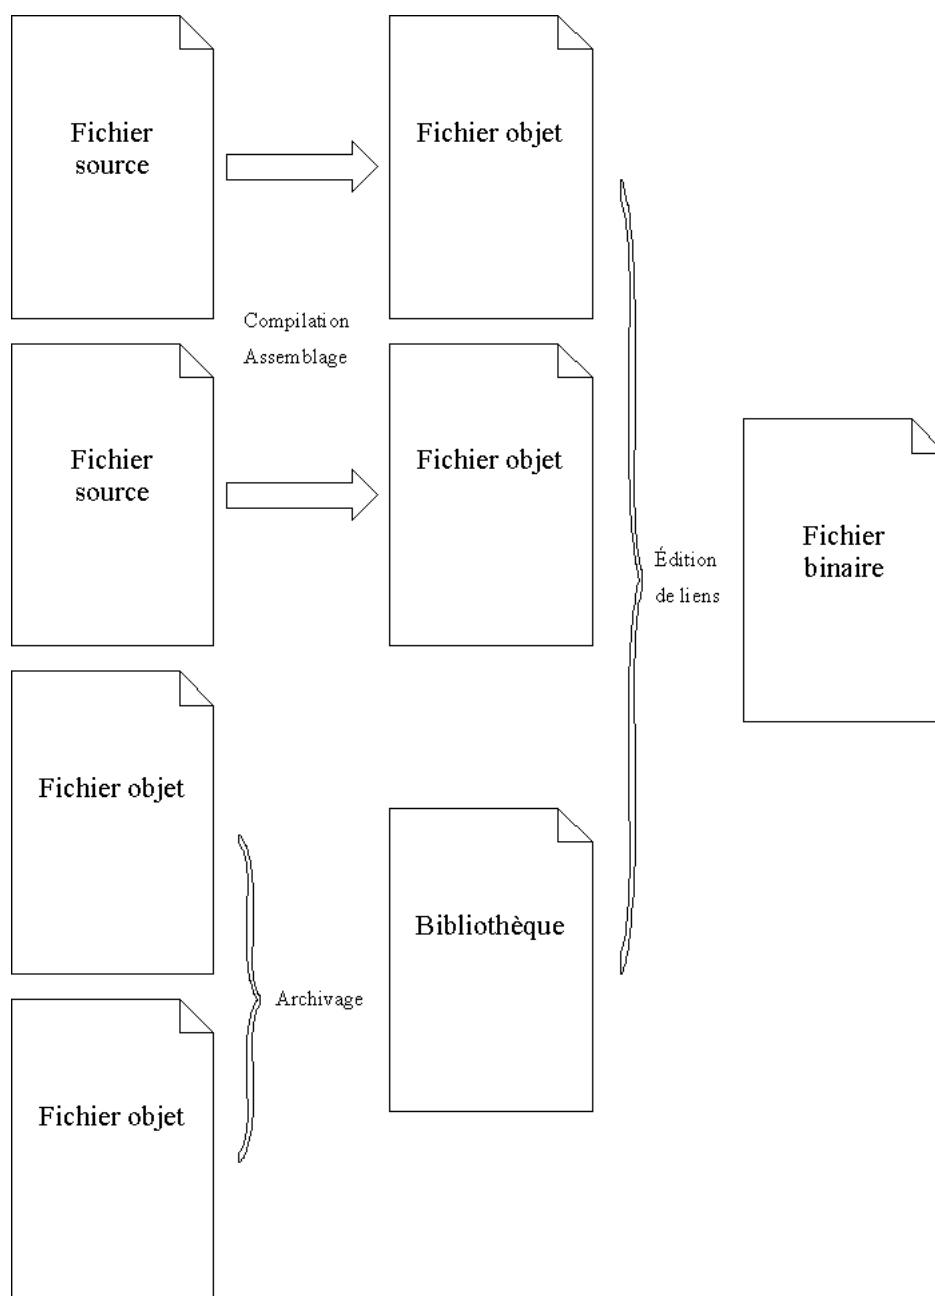 Fichier
source
Fichier objet
Compilation
Assemblage
Fichier
source
Fichier objet
Édition
de liens
Fichier
binaire
Fichier objet
Bibliothèque
Archivage
Fichier objet